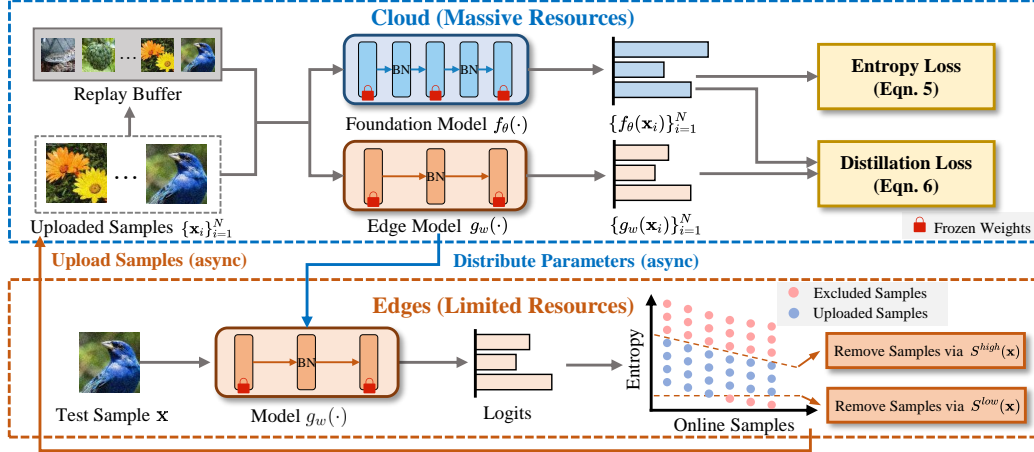 Cloud (Massive Resources)
Replay Buffer
Uploaded Samples $\{\mathbf{x}_i\}_{i=1}^N$
BN
BN
Foundation Model $f_\theta(\cdot)$
BN
Edge Model $g_w(\cdot)$
$\{f_\theta(\mathbf{x}_i)\}_{i=1}^N$
$\{g_w(\mathbf{x}_i)\}_{i=1}^N$
Entropy Loss
(Eqn. 5)
Distillation Loss
(Eqn. 6)
Frozen Weights
Upload Samples (async)
Distribute Parameters (async)
Edges (Limited Resources)
Test Sample $\mathbf{x}$
BN
Model $g_w(\cdot)$
Logits
Entropy
Online Samples
Excluded Samples
Uploaded Samples
Remove Samples via $S^{high}(\mathbf{x})$
Remove Samples via $S^{low}(\mathbf{x})$